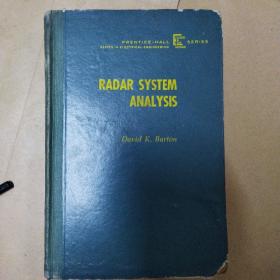 PRENTICE-HALL E SERIES
SERIES IN ELECTRICAL ENGINEERING
RADAR SYSTEM
ANALYSIS
David K. Barton